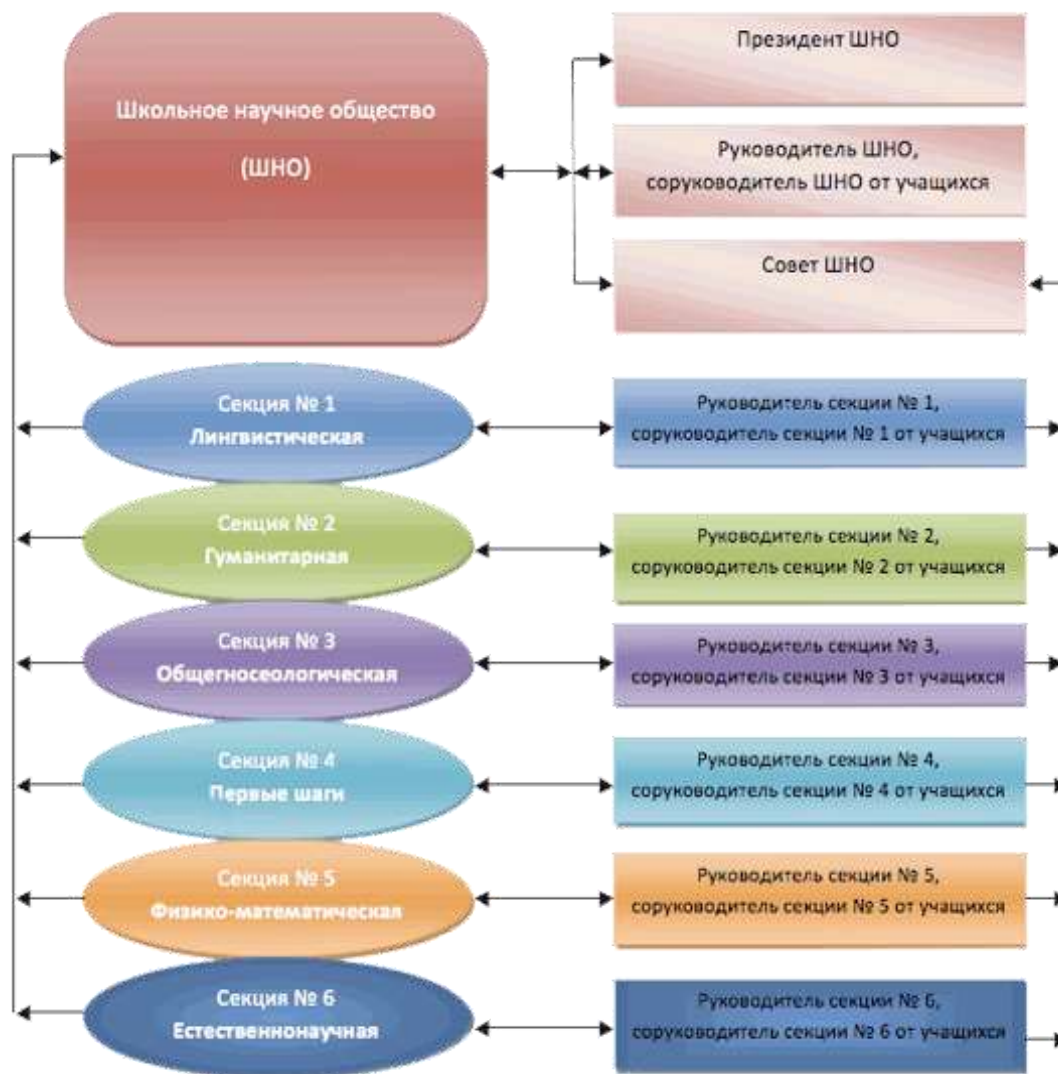 Школьное научное общество
(ШНО)
Президент ШНО
Руководитель ШНО,
соруководитель ШНО от учащихся
Совет ШНО
Секция № 1
Лингвистическая
Руководитель секции № 1,
соруководитель секции № 1 от учащихся
Секция № 2
Гуманитарная
Руководитель секции № 2,
соруководитель секции № 2 от учащихся
Секция № 3
Общегносеологическая
Руководитель секции № 3,
соруководитель секции № 3 от учащихся
Секция № 4
Первые шаги
Руководитель секции № 4,
соруководитель секции № 4 от учащихся
Секция № 5
Физико-математическая
Руководитель секции № 5,
соруководитель секции № 5 от учащихся
Секция № 6
Естественнонаучная
Руководитель секции № 6,
соруководитель секции № 6 от учащихся